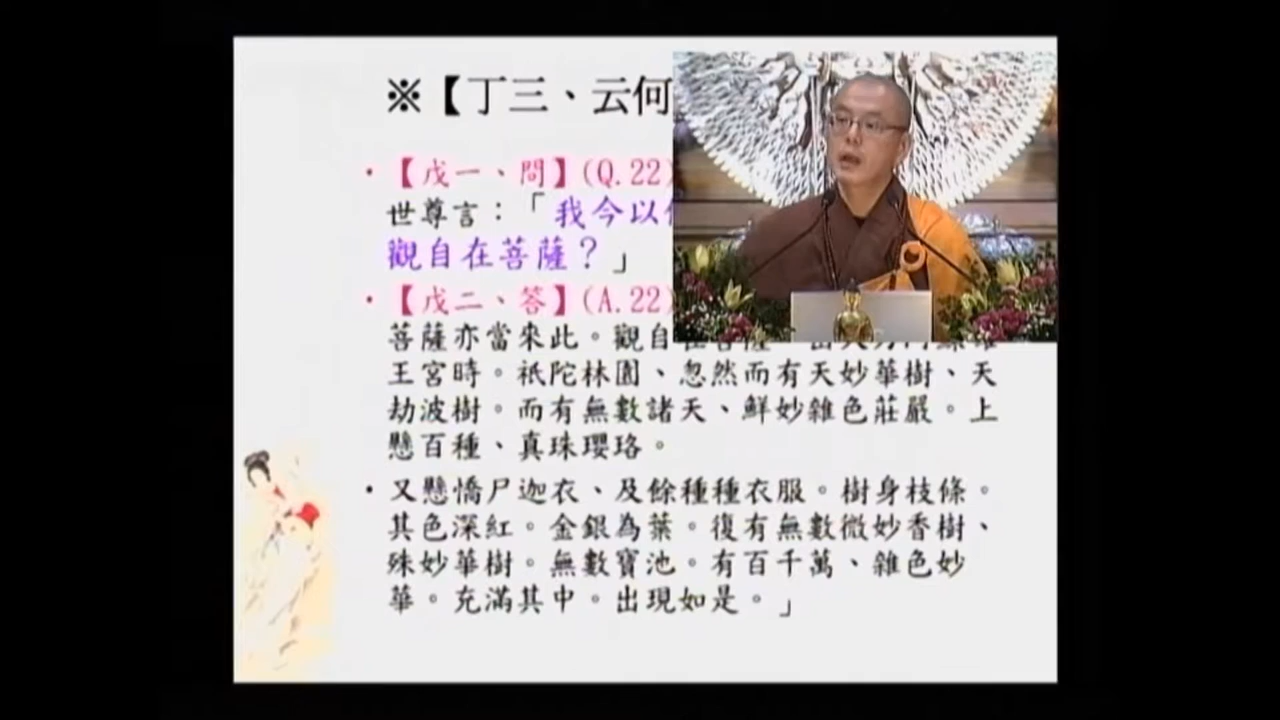 ※【丁三、云何
・【戊一、問】(Q.22)
世尊言：「我今以
觀自在菩薩？」
・【戊二、答】(A.22)
菩薩亦當來此。觀自
王宮時。祇陀林園、忽然而有天妙華樹、天
劫波樹。而有無數諸天、鮮妙雜色莊嚴。上
懸百種、真珠瓔珞。
・又懸憍尸迦衣、及餘種種衣服。樹身枝條。
其色深紅。金銀為葉。復有無數微妙香樹、
殊妙華樹。無數寶池。有百千萬、雜色妙
華。充滿其中。出現如是。」